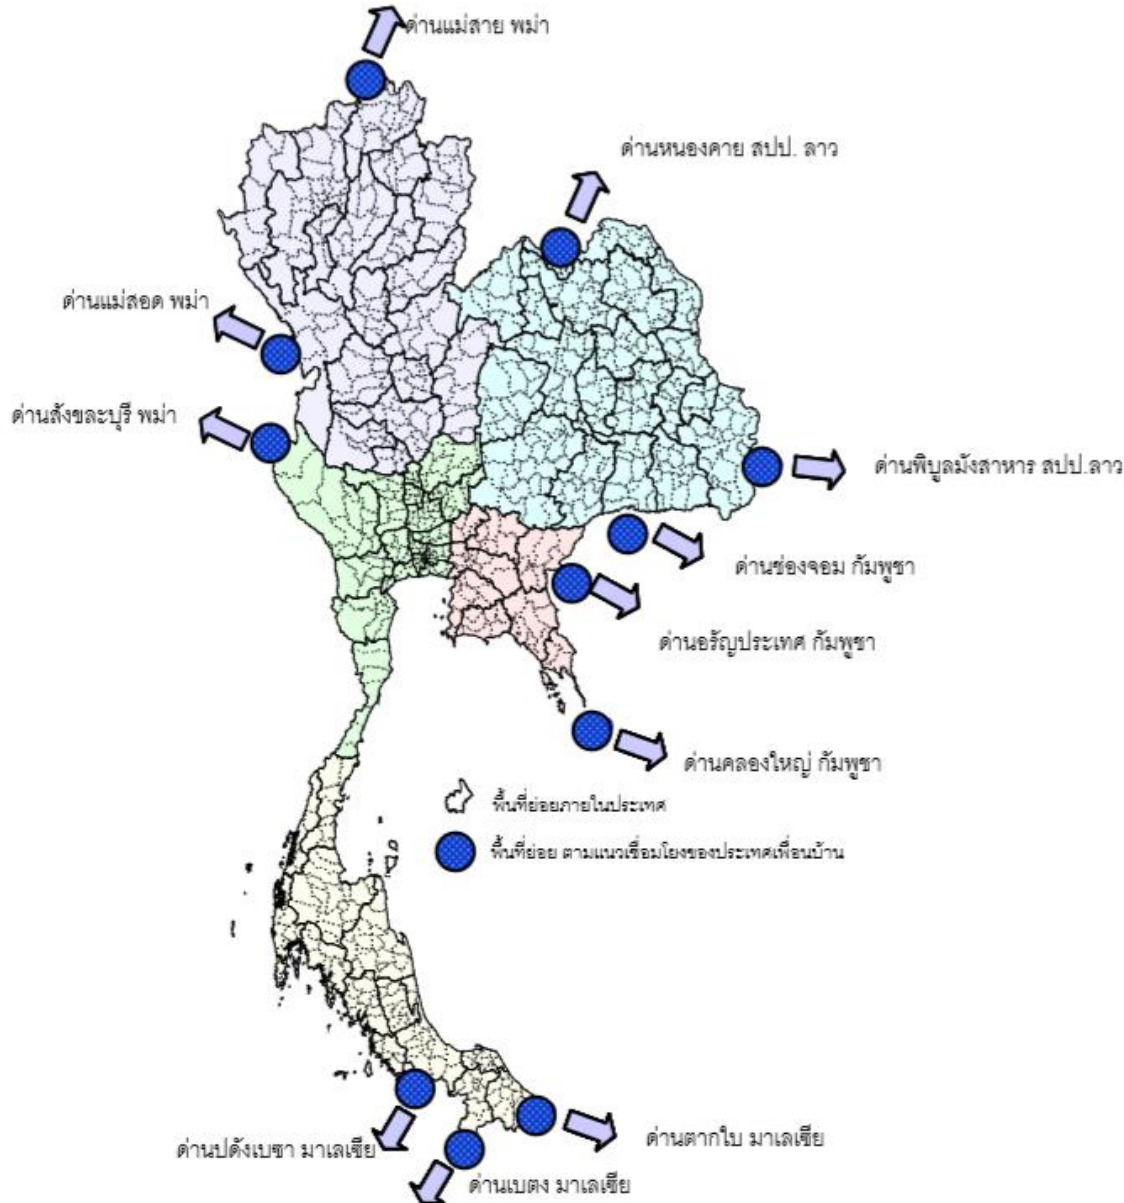 ด่านแม่สาย พม่า
ด่านหนองคาย สปป. ลาว
ด่านแม่สอด พม่า
ด่านสังขละบุรี พม่า
ด่านพิบูลมังสาหาร สปป.ลาว
ด่านช่องจอม กัมพูชา
ด่านอรัญประเทศ กัมพูชา
ด่านคลองใหญ่ กัมพูชา
พื้นที่ย่อยภายในประเทศ
พื้นที่ย่อย ตามแนวเชื่อมโยงของประเทศเพื่อนบ้าน
ด่านตากใบ มาเลเซีย
ด่านปดังเบซา มาเลเซีย
ด่านเบตง มาเลเซีย